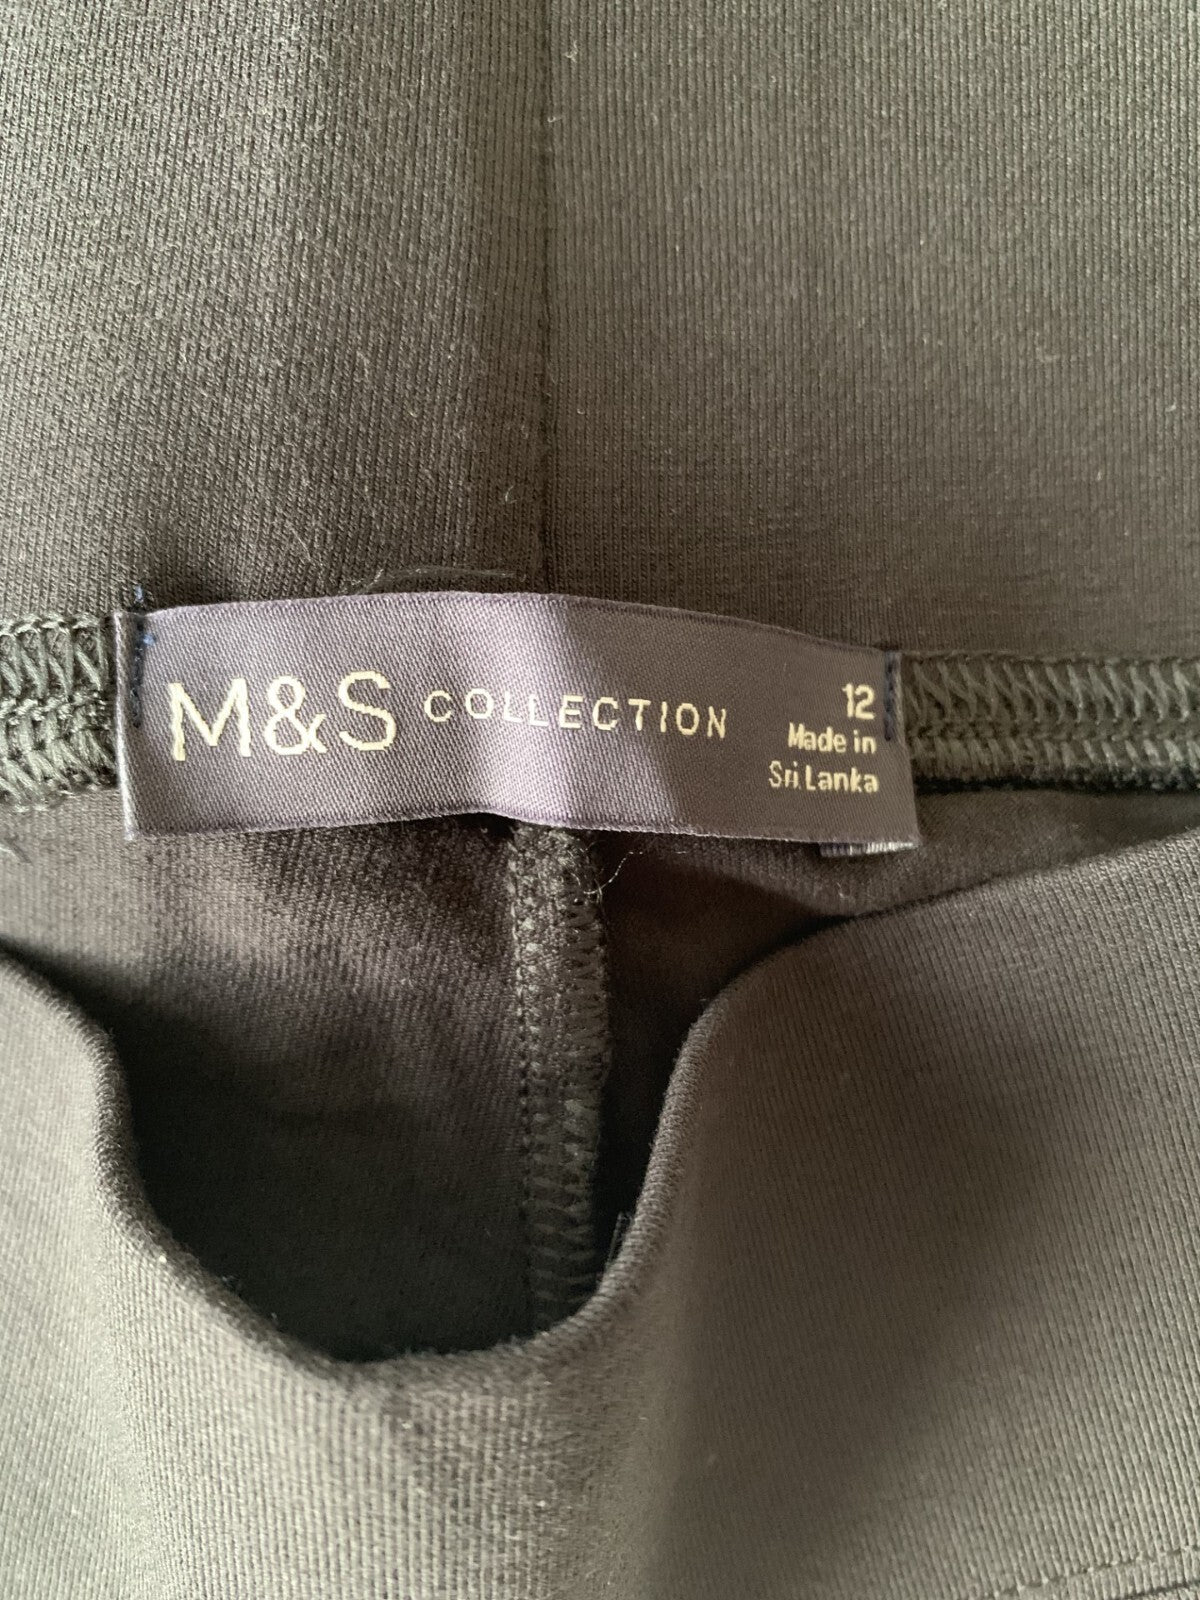 M&S COLLECTION
12
Made in
Sri Lanka